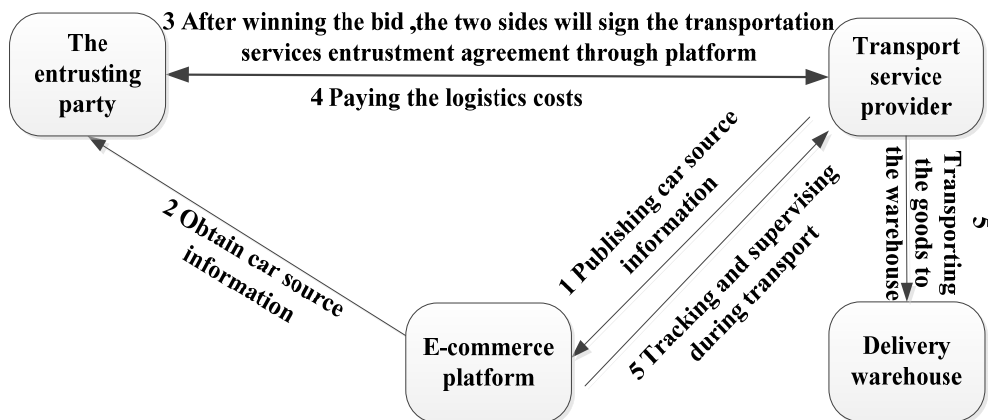 The
entrusting
party
3 After winning the bid ,the two sides will sign the transportation
services entrustment agreement through platform
4 Paying the logistics costs
Transport
service
provider
2 Obtain car source
information
1 Publishing car source
information
5 Tracking and supervising
during transport
5
Transporting
the goods to
the warehouse
E-commerce
platform
Delivery
warehouse